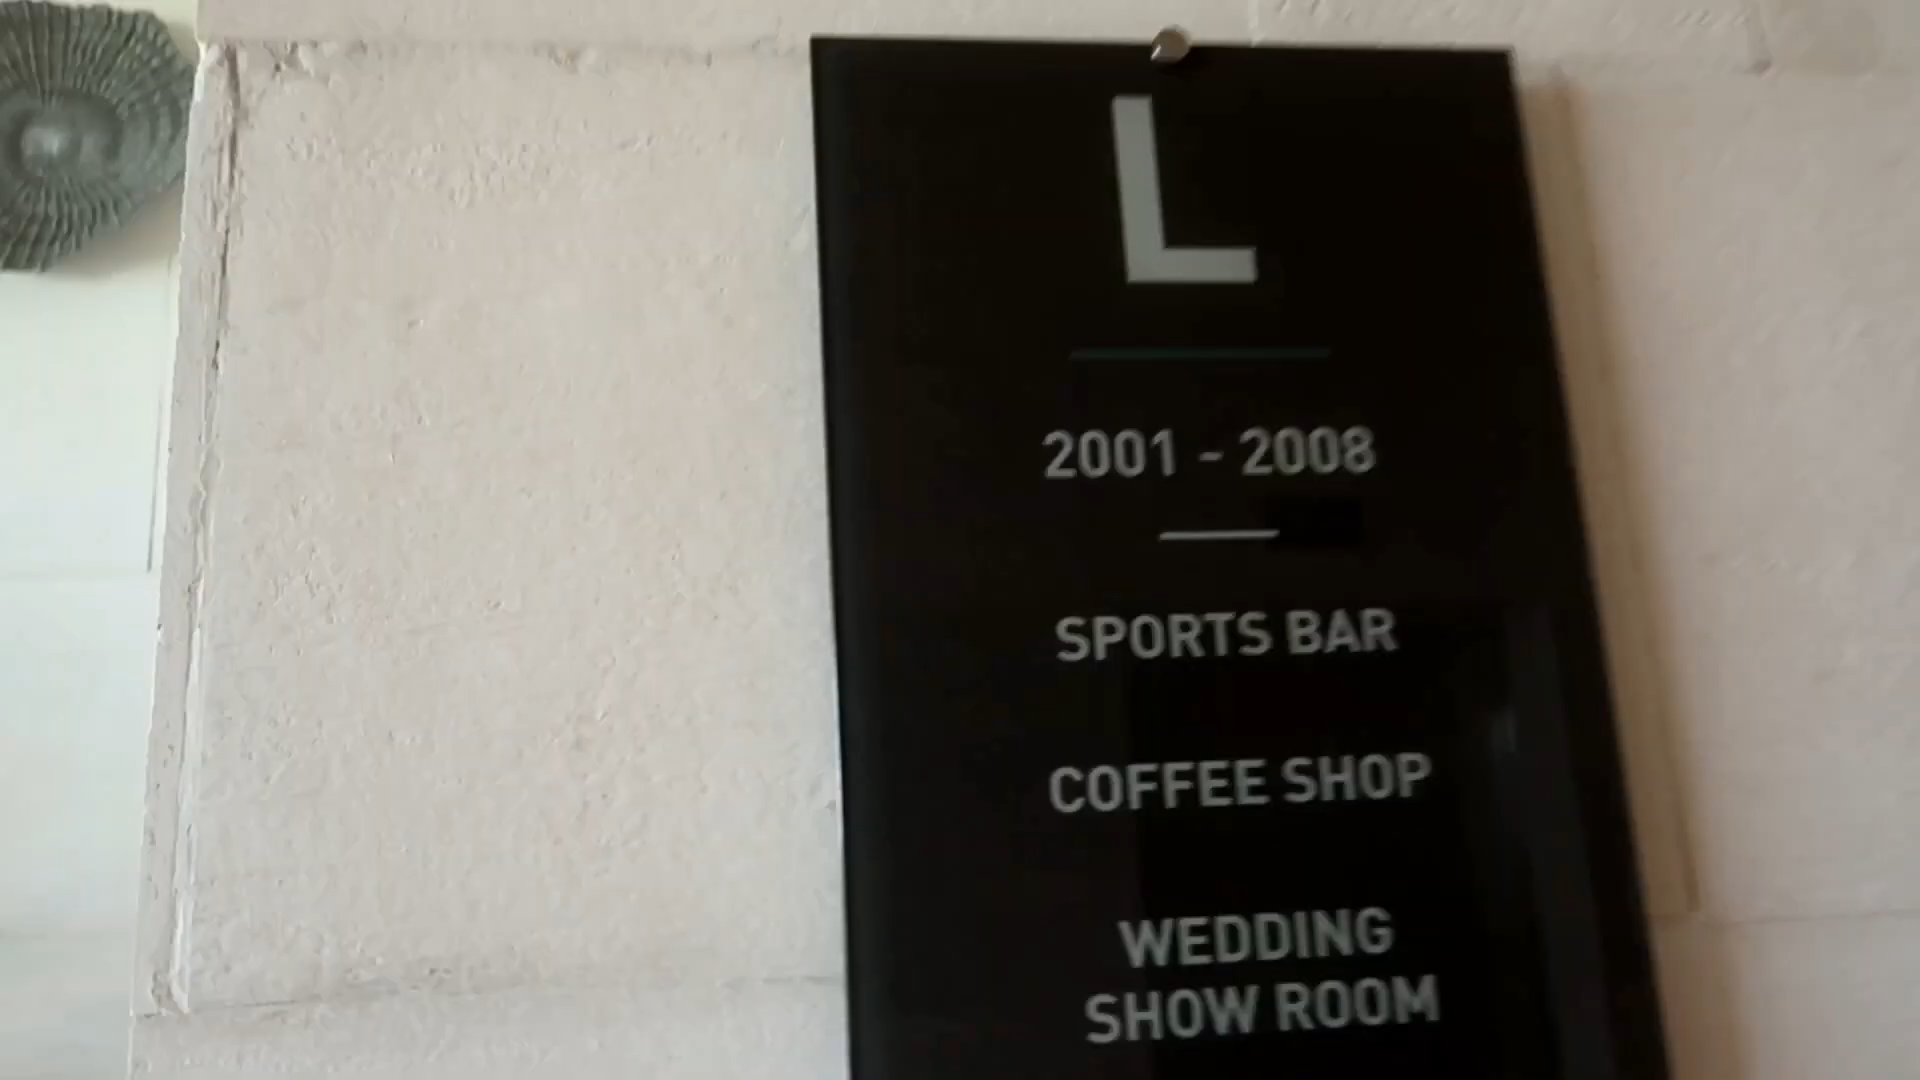 L
2001 - 2008
SPORTS BAR
COFFEE SHOP
WEDDING
SHOW ROOM